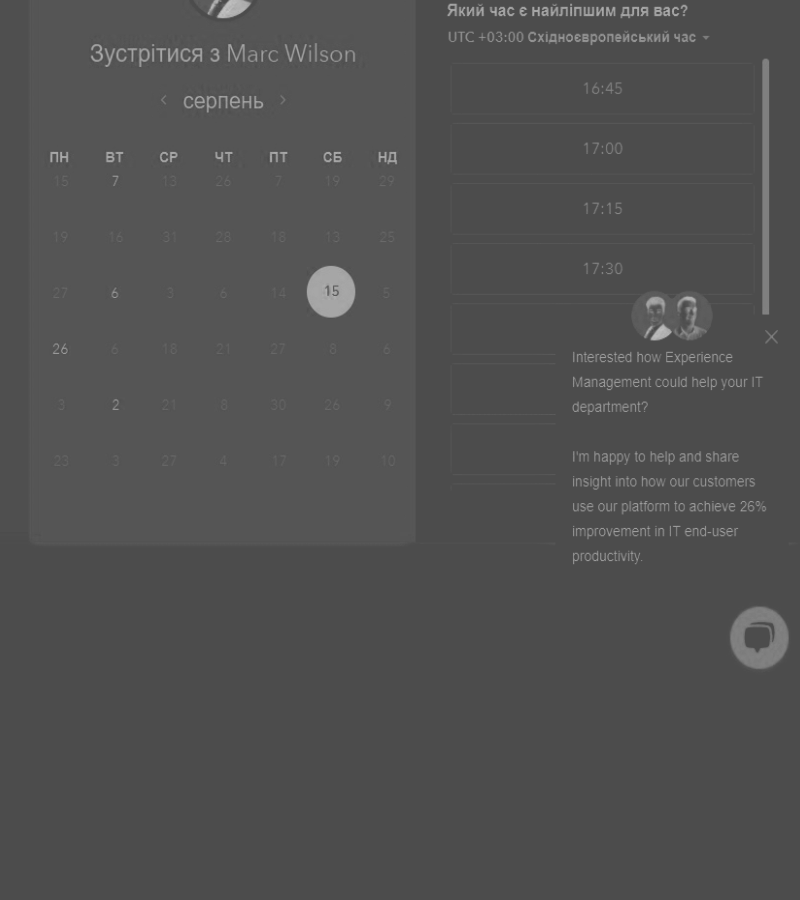 Зустрітися з Marc Wilson
серпень
ПН ВТ СР ЧТ ПТ СБ НД
15 7 13 26 7 19 29
19 16 31 28 18 13 25
27 6 3 6 14 15 5
26 6 18 21 27 8 6
3 2 21 8 30 26 9
23 3 27 4 17 19 10
Який час є найліпшим для вас?
UTC +03:00 Східноєвропейський час
16:45
17:00
17:15
17:30
Interested how Experience
Management could help your IT
department?
I'm happy to help and share
insight into how our customers
use our platform to achieve 26%
improvement in IT end-user
productivity.